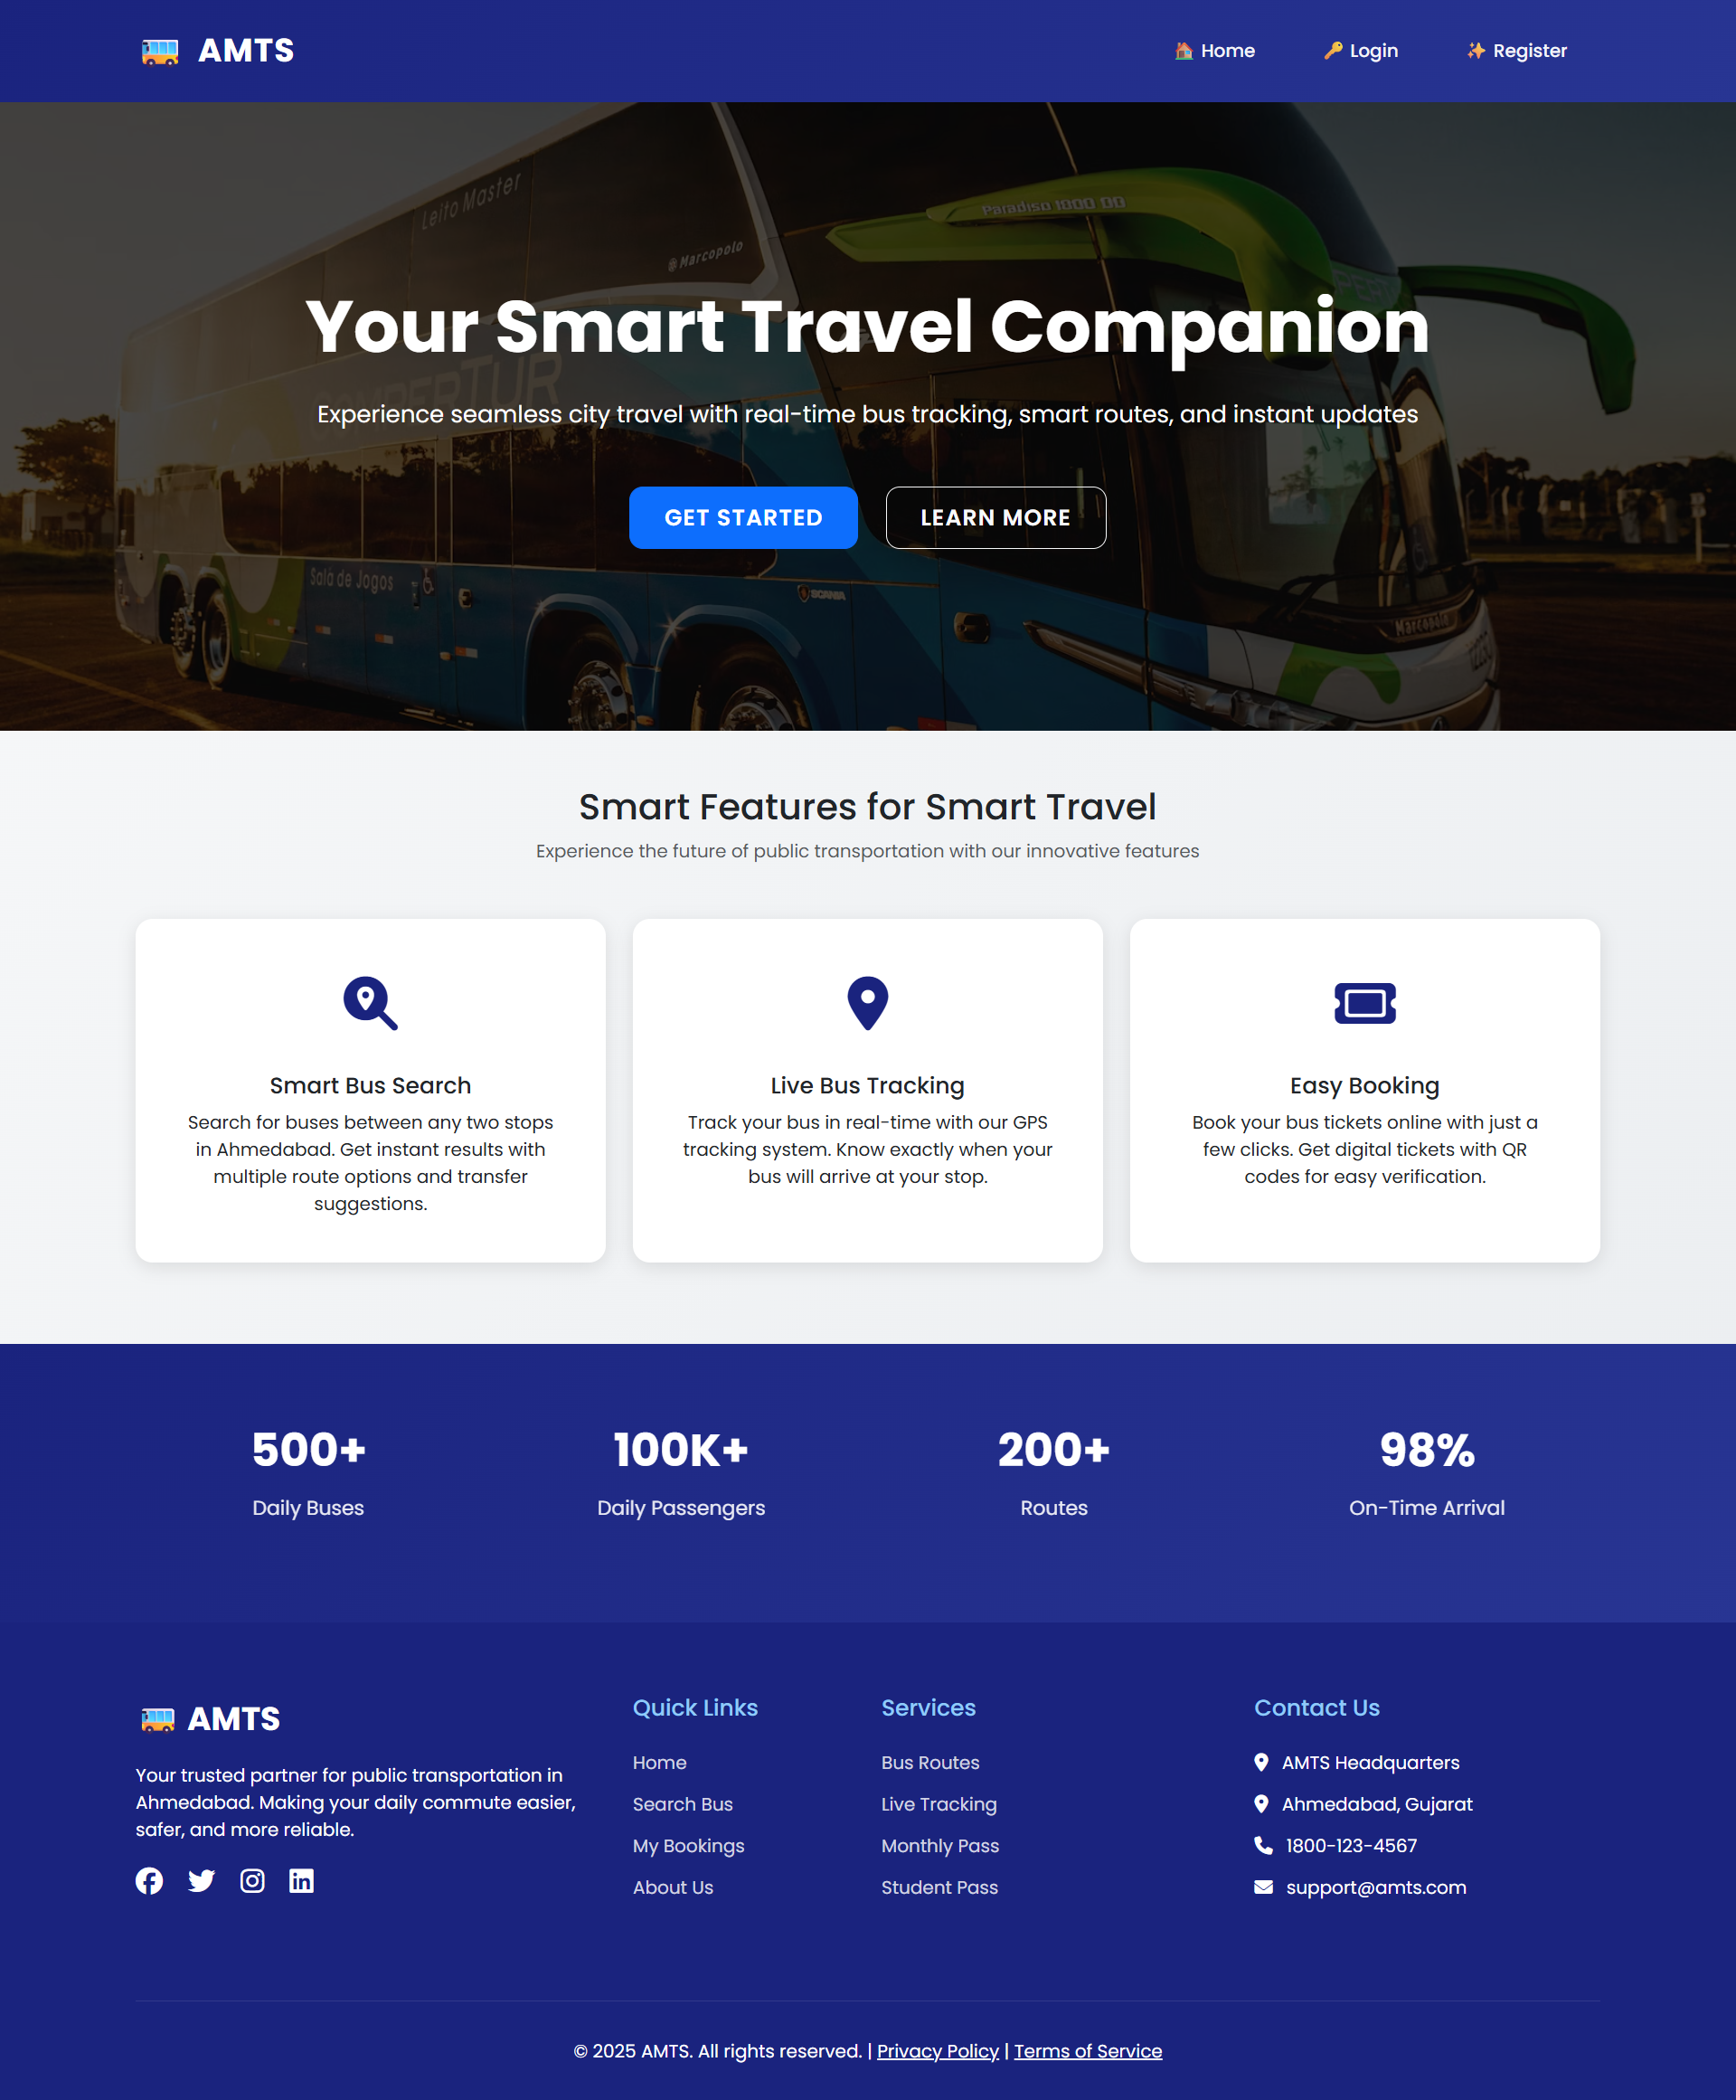 AMTS
Home
Login
Register
Leito Master
@Marcopolo
Paradiso 1000 DD
Your Smart Travel Companion
Experience seamless city travel with real-time bus tracking, smart routes, and instant updates
GET STARTED
LEARN MORE
Sala de Jogos
SCANIA
Marcopolo
Smart Features for Smart Travel
Experience the future of public transportation with our innovative features
Smart Bus Search
Search for buses between any two stops
in Ahmedabad. Get instant results with
multiple route options and transfer
suggestions.
Live Bus Tracking
Track your bus in real-time with our GPS
tracking system. Know exactly when your
bus will arrive at your stop.
Easy Booking
Book your bus tickets online with just a
few clicks. Get digital tickets with QR
codes for easy verification.
500+
Daily Buses
100K+
Daily Passengers
200+
Routes
98%
On-Time Arrival
AMTS
Your trusted partner for public transportation in
Ahmedabad. Making your daily commute easier,
safer, and more reliable.
Quick Links
Home
Search Bus
My Bookings
About Us
Services
Bus Routes
Live Tracking
Monthly Pass
Student Pass
Contact Us
AMTS Headquarters
Ahmedabad, Gujarat
1800-123-4567
support@amts.com
© 2025 AMTS. All rights reserved. | Privacy Policy | Terms of Service